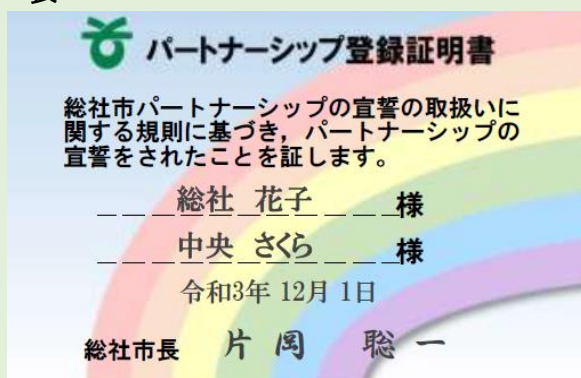 パートナーシップ登録証明書
総社市パートナーシップの宣誓の取扱いに
関する規則に基づき，パートナーシップの
宣誓をされたことを証します。
総社 花子 様
中央 さくら 様
令和3年 12月 1日
総社市長 片岡 聡一